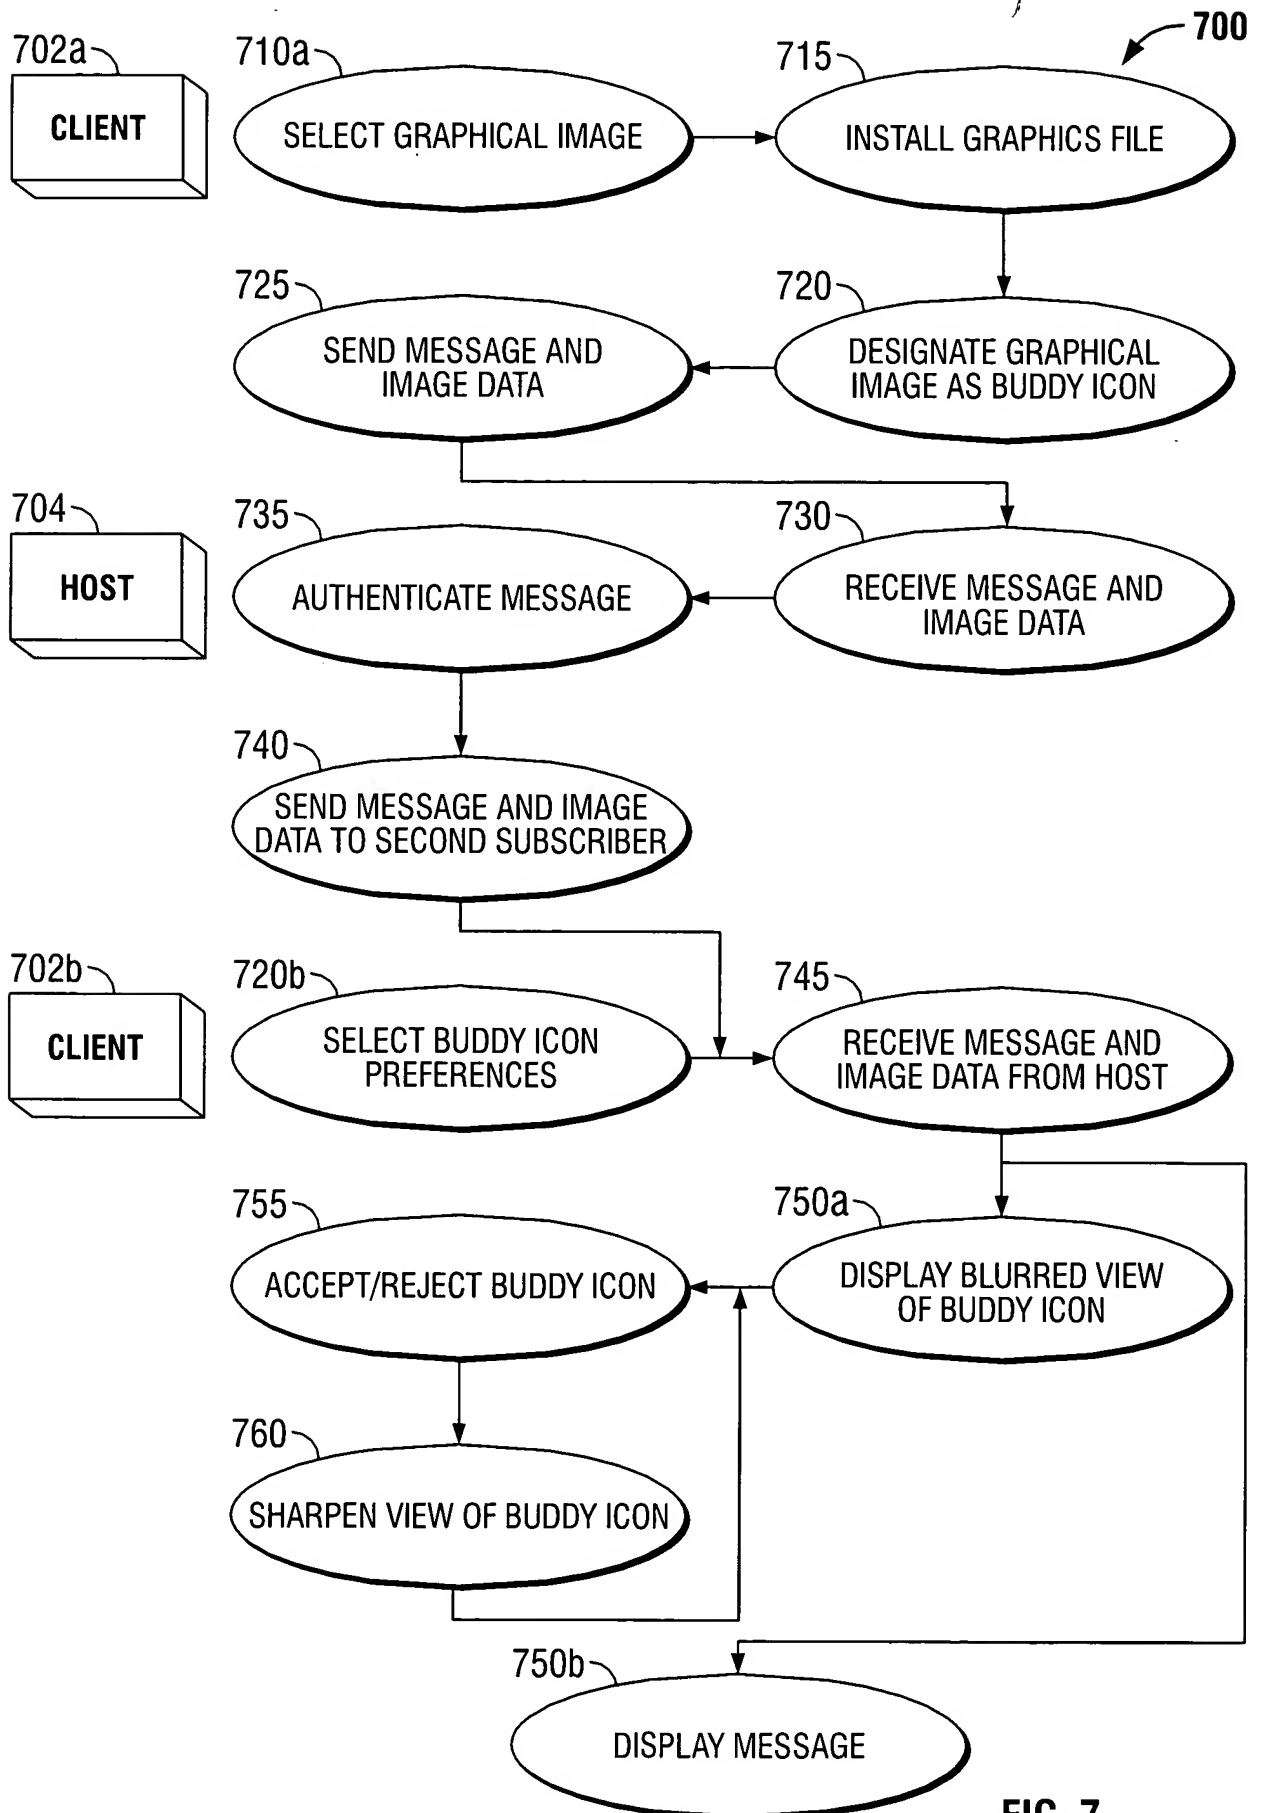 700
702a
CLIENT
710a
SELECT GRAPHICAL IMAGE
715
INSTALL GRAPHICS FILE
725
SEND MESSAGE AND
IMAGE DATA
720
DESIGNATE GRAPHICAL
IMAGE AS BUDDY ICON
704
HOST
735
AUTHENTICATE MESSAGE
730
RECEIVE MESSAGE AND
IMAGE DATA
740
SEND MESSAGE AND IMAGE
DATA TO SECOND SUBSCRIBER
702b
CLIENT
720b
SELECT BUDDY ICON
PREFERENCES
745
RECEIVE MESSAGE AND
IMAGE DATA FROM HOST
755
ACCEPT/REJECT BUDDY ICON
750a
DISPLAY BLURRED VIEW
OF BUDDY ICON
760
SHARPEN VIEW OF BUDDY ICON
750b
DISPLAY MESSAGE
FIG. 7